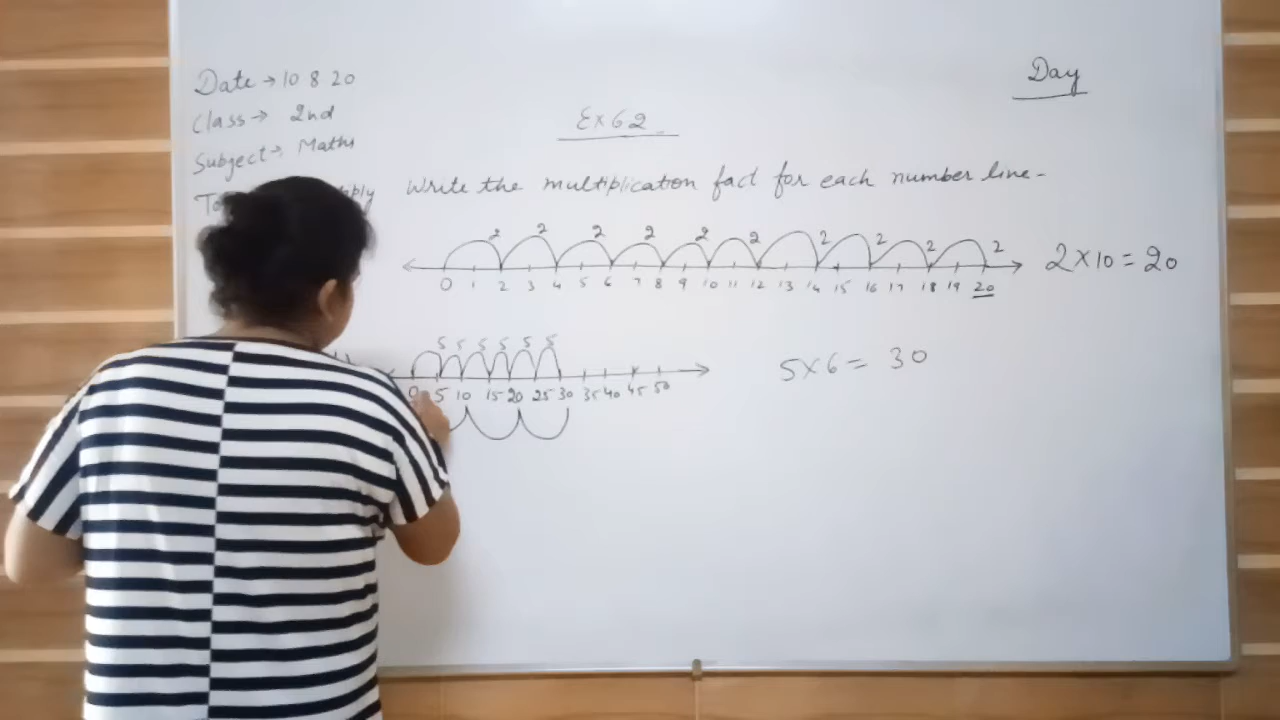 Day
Date → 10 8 20
Class → 2nd
Ex 6 2
Subject → Maths
Write the multiplication fact for each number line.
2 2 2 2 2 2 2 2 2 2
0 1 2 3 4 5 6 7 8 9 10 11 12 13 14 15 16 17 18 19 20
2 × 10 = 20
5 5 5 5 5 5
5 × 6 = 30
0 5 10 15 20 25 30 35 40 45 50